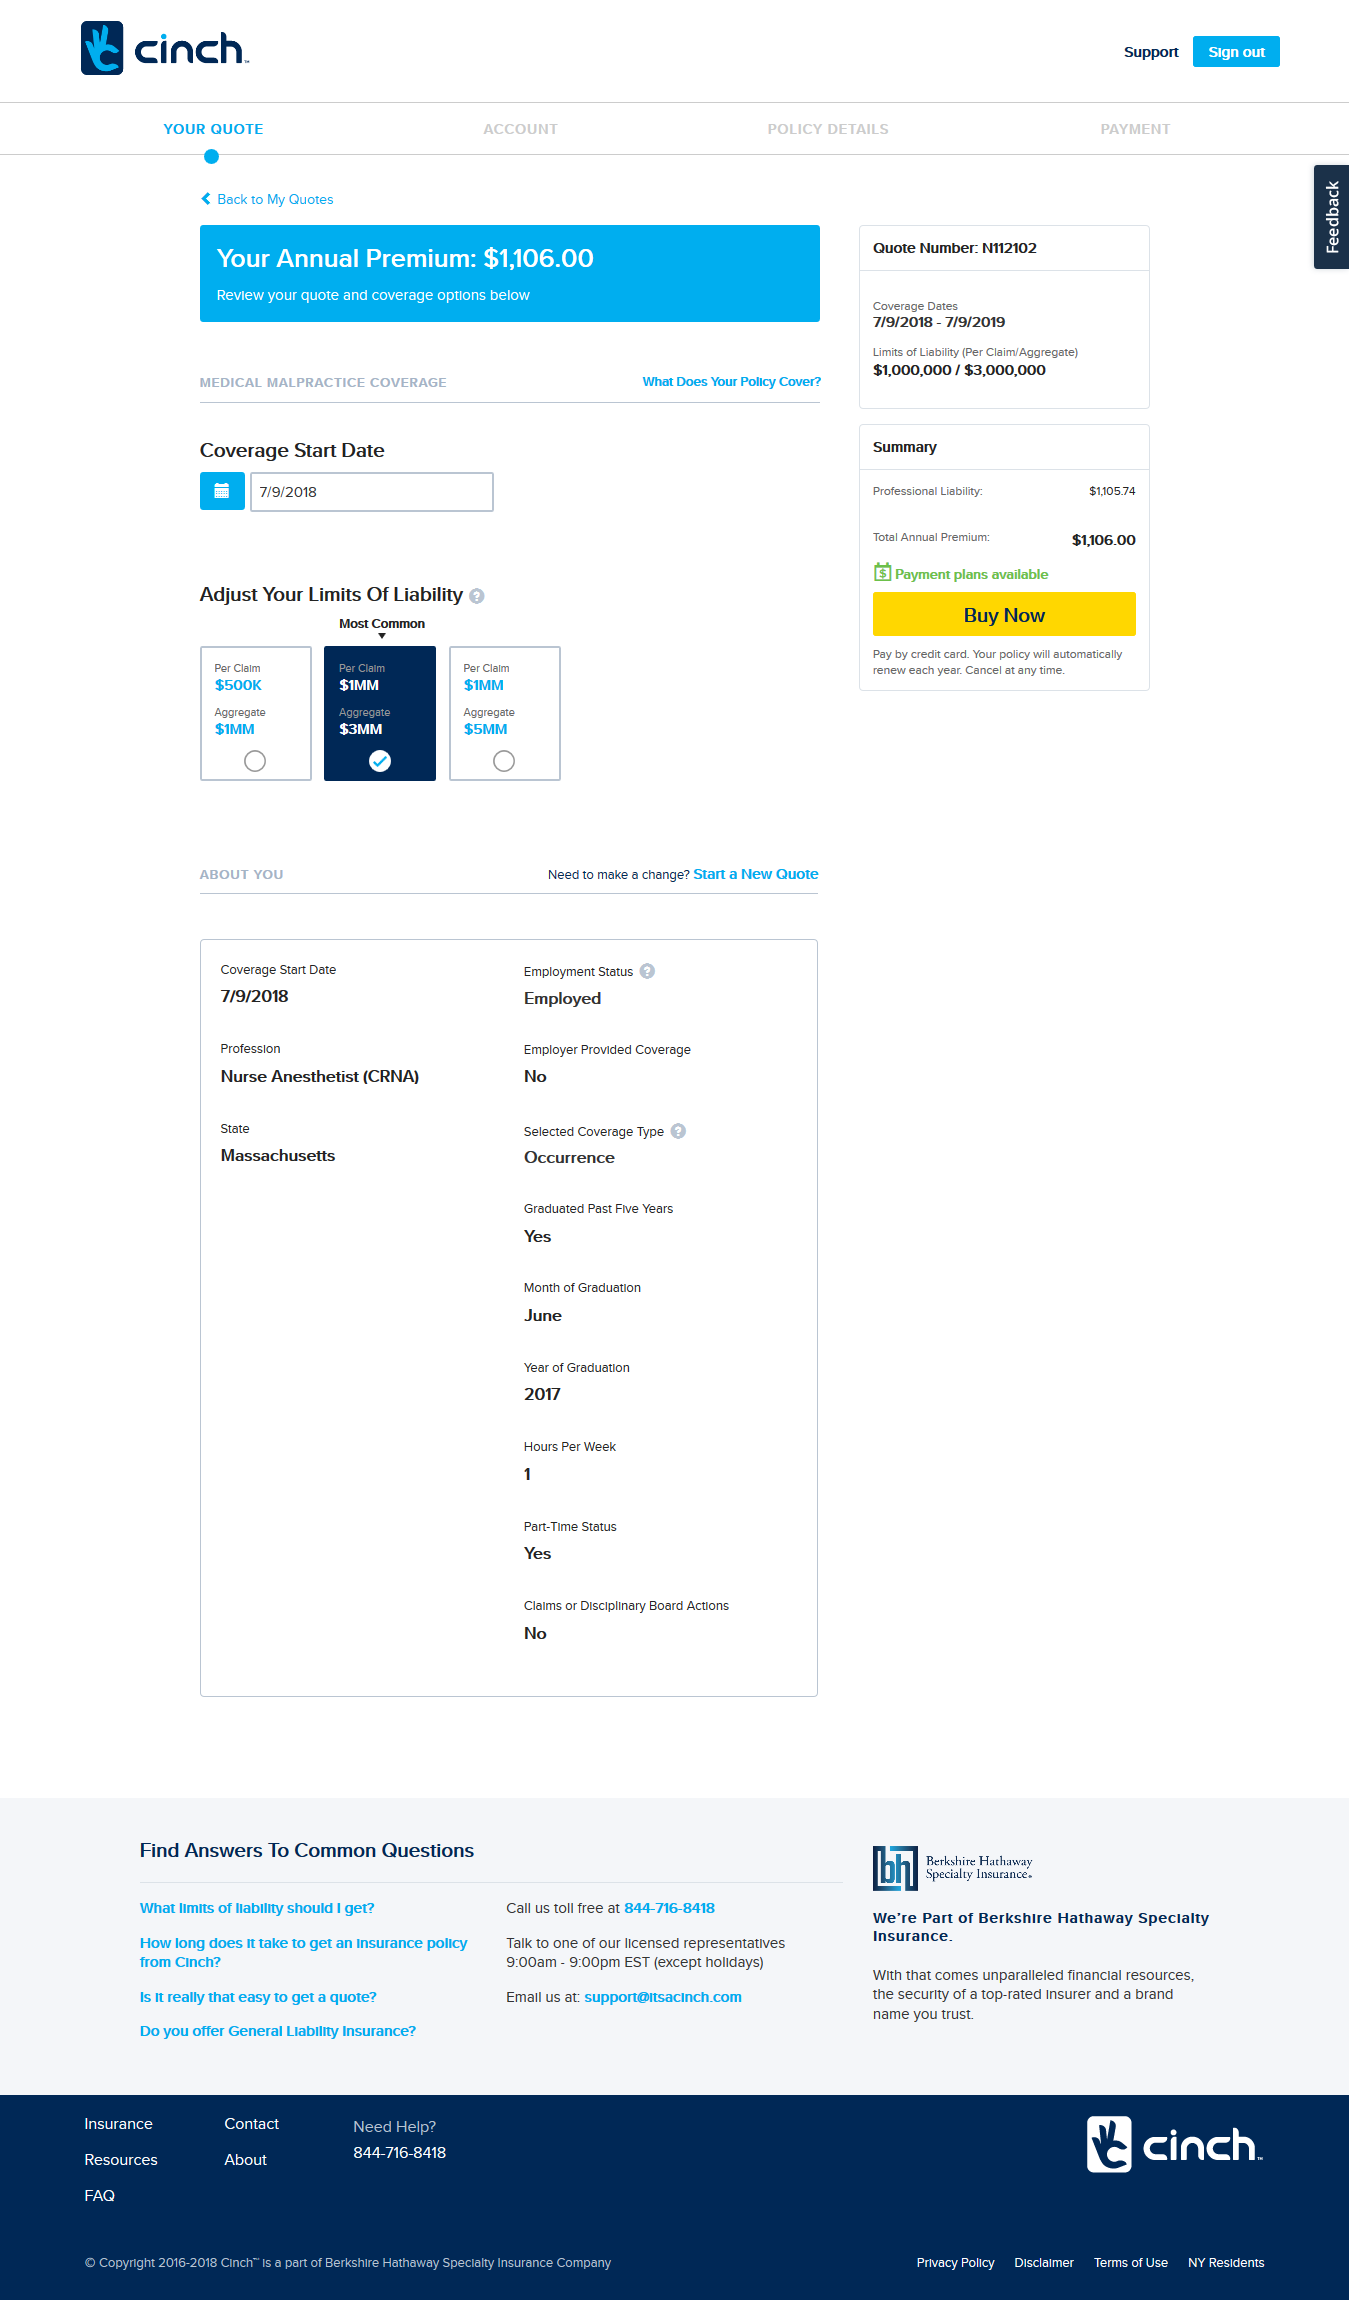 cinch™
Support
Sign out
YOUR QUOTE
ACCOUNT
POLICY DETAILS
PAYMENT
Feedback
Back to My Quotes
Your Annual Premium: $1,106.00
Review your quote and coverage options below
MEDICAL MALPRACTICE COVERAGE
What Does Your Policy Cover?
Coverage Start Date
7/9/2018
Adjust Your Limits Of Liability ?
Most Common
Per Claim
$500K
Aggregate
$1MM
Per Claim
$1MM
Aggregate
$3MM
Per Claim
$1MM
Aggregate
$5MM
Quote Number: N112102
Coverage Dates
7/9/2018 - 7/9/2019
Limits of Liability (Per Claim/Aggregate)
$1,000,000 / $3,000,000
Summary
Professional Liability: $1,105.74
Total Annual Premium: $1,106.00
$ Payment plans available
Buy Now
Pay by credit card. Your policy will automatically
renew each year. Cancel at any time.
ABOUT YOU
Need to make a change? Start a New Quote
Coverage Start Date
7/9/2018
Profession
Nurse Anesthetist (CRNA)
State
Massachusetts
Employment Status ?
Employed
Employer Provided Coverage
No
Selected Coverage Type ?
Occurrence
Graduated Past Five Years
Yes
Month of Graduation
June
Year of Graduation
2017
Hours Per Week
1
Part-Time Status
Yes
Claims or Disciplinary Board Actions
No
Find Answers To Common Questions
What limits of liability should I get?
How long does it take to get an insurance policy
from Cinch?
Is it really that easy to get a quote?
Do you offer General Liability Insurance?
Call us toll free at 844-716-8418
Talk to one of our licensed representatives
9:00am - 9:00pm EST (except holidays)
Email us at: support@itsacinch.com
bh
Berkshire Hathaway
Specialty Insurance®
We're Part of Berkshire Hathaway Specialty
Insurance.
With that comes unparalleled financial resources,
the security of a top-rated insurer and a brand
name you trust.
Insurance
Resources
FAQ
Contact
About
Need Help?
844-716-8418
cinch™
© Copyright 2016-2018 Cinch™ is a part of Berkshire Hathaway Specialty Insurance Company
Privacy Policy
Disclaimer
Terms of Use
NY Residents